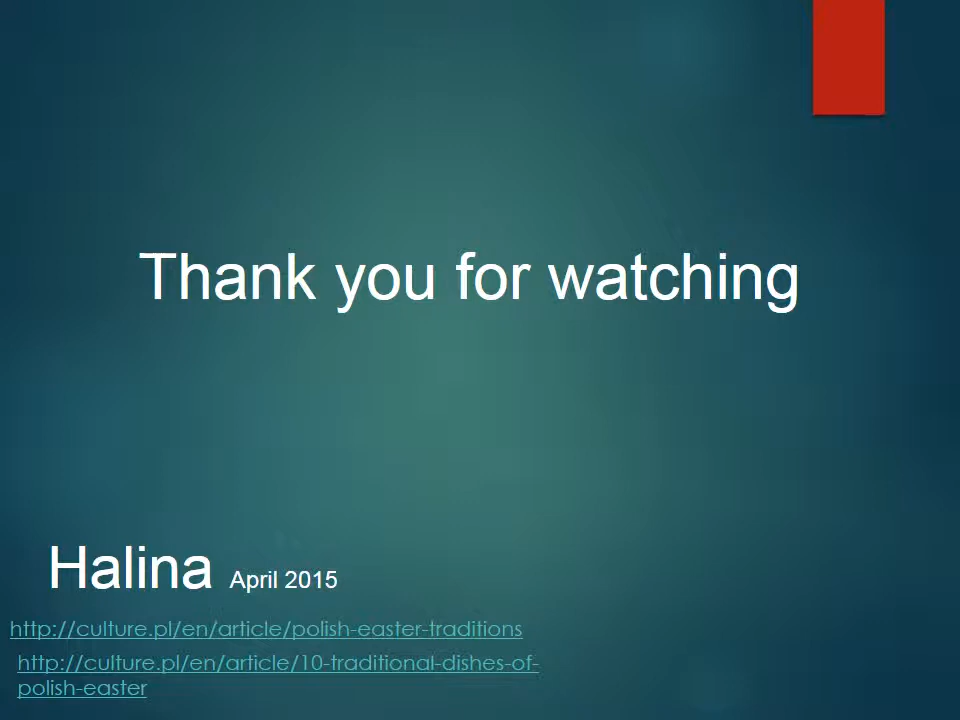 Thank you for watching
Halina April 2015
http://culture.pl/en/article/polish-easter-traditions
http://culture.pl/en/article/10-traditional-dishes-of-
polish-easter